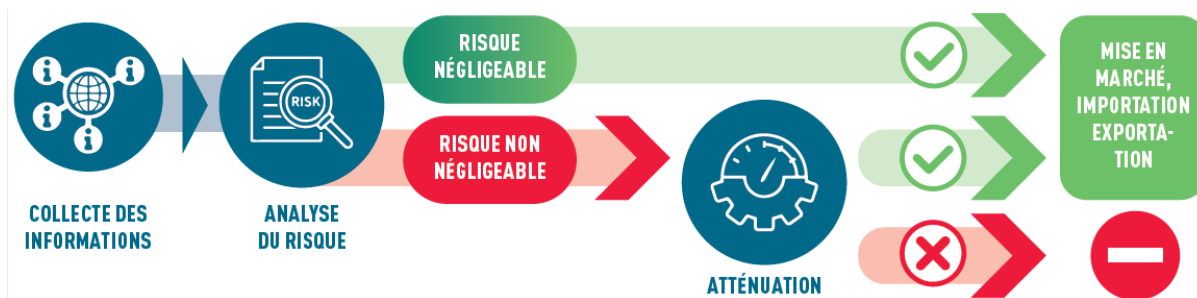 COLLECTE DES
INFORMATIONS
RISK
ANALYSE
DU RISQUE
RISQUE
NÉGLIGEABLE
RISQUE NON
NÉGLIGEABLE
ATTÉNUATION
MISE EN
MARCHÉ,
IMPORTATION
EXPORTA-
TION